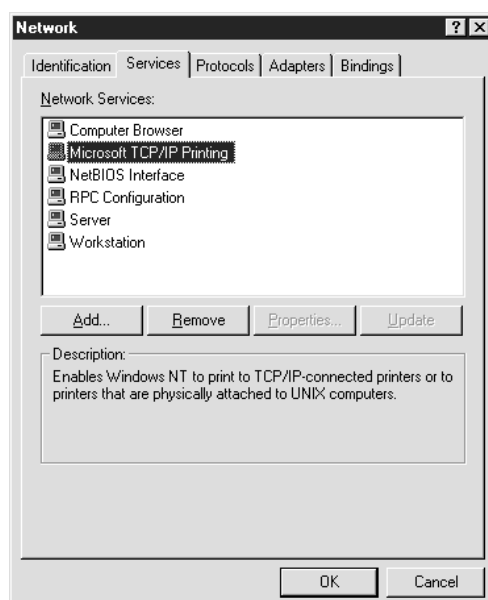 Network
Identification Services Protocols Adapters Bindings
Network Services:
Computer Browser
Microsoft TCP/IP Printing
NetBIOS Interface
RPC Configuration
Server
Workstation
Add... Remove Properties... Update
Description:
Enables Windows NT to print to TCP/IP-connected printers or to
printers that are physically attached to UNIX computers.
OK Cancel